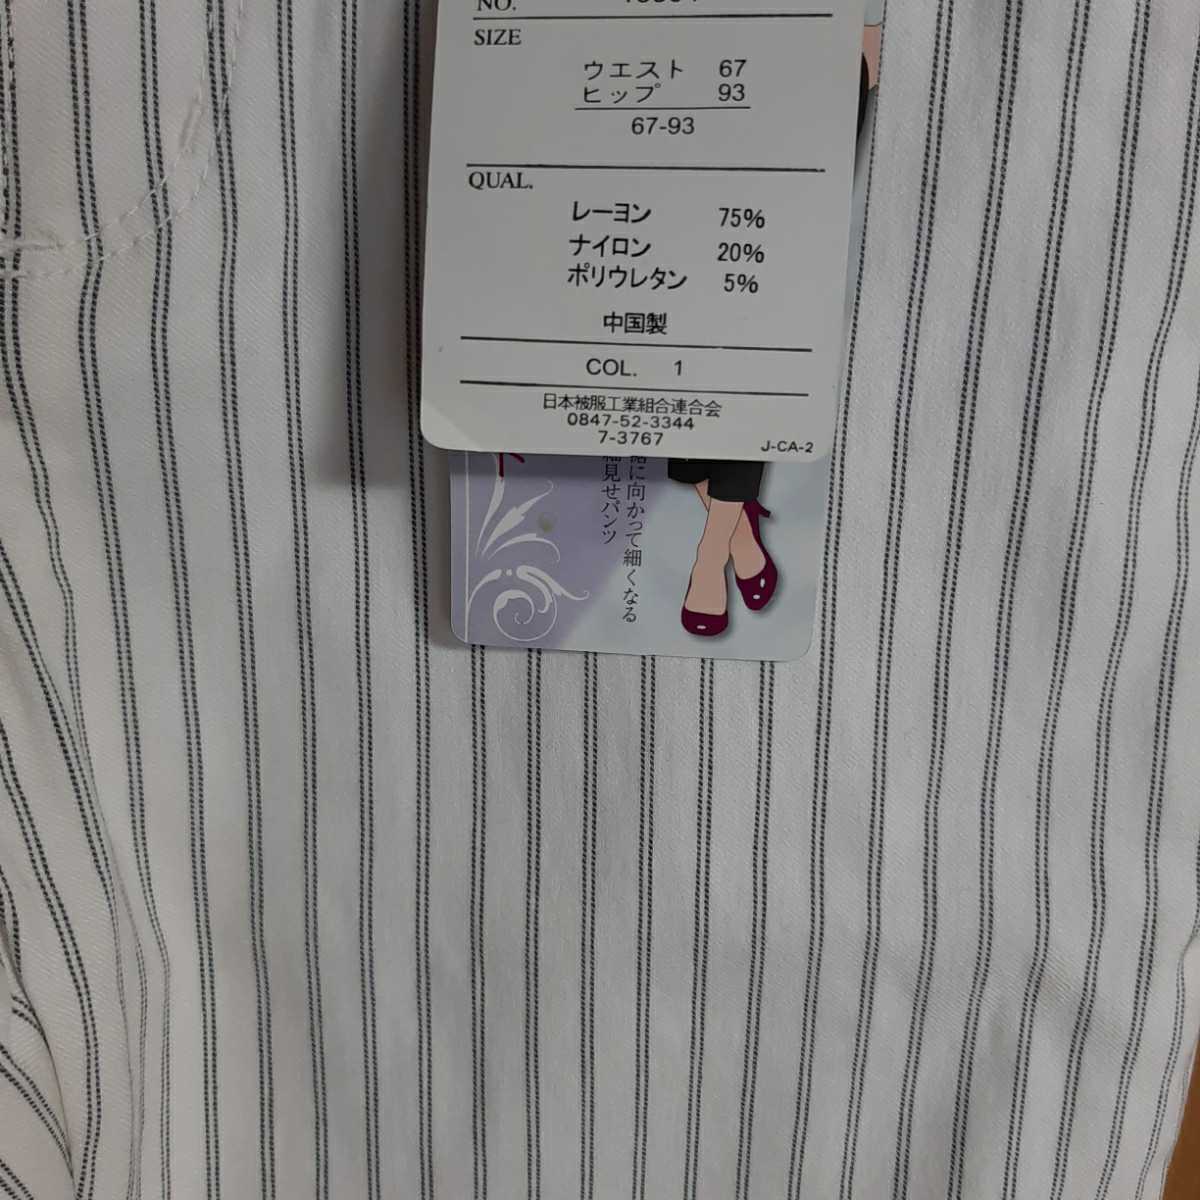 NO.
SIZE
ウエスト 67
ヒップ 93
67-93
QUAL.
レーヨン 75%
ナイロン 20%
ポリウレタン 5%
中国製
COL. 1
日本被服工業組合連合会
0847-52-3344
7-3767
J-CA-2
裾に向かって細くなる
細見せパンツ